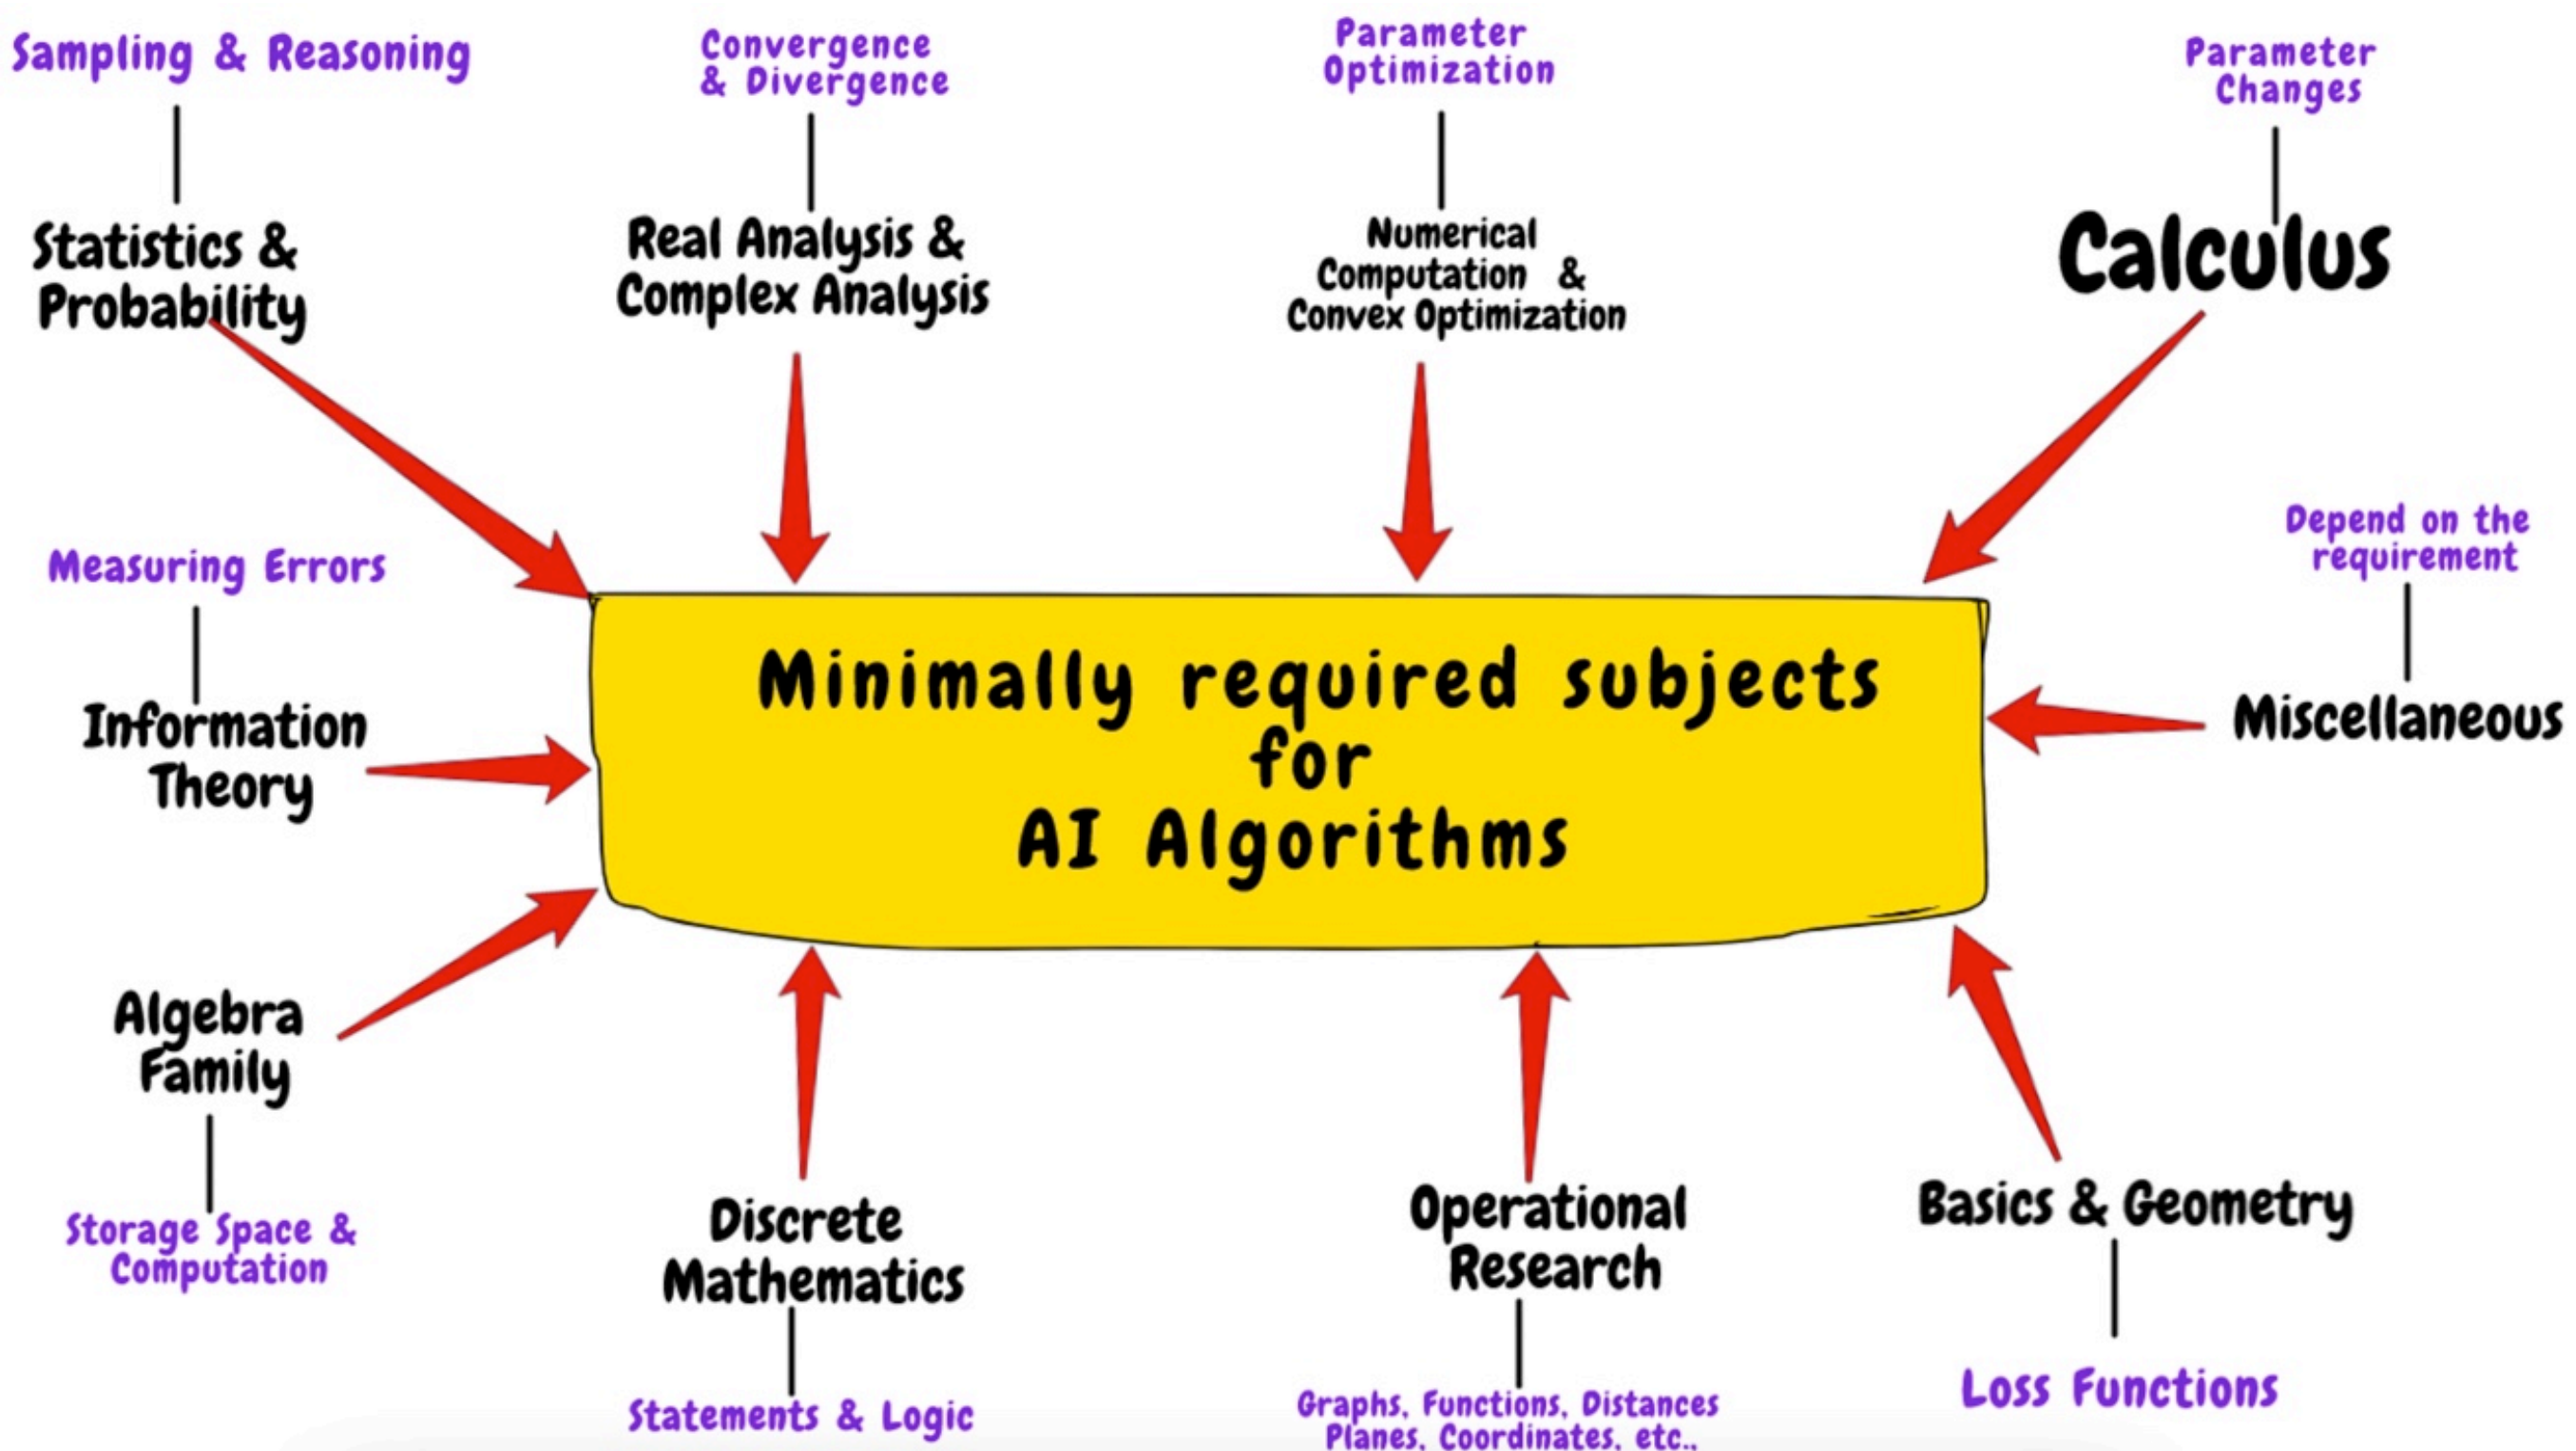 Sampling & Reasoning
Statistics &
Probability
Convergence
& Divergence
Real Analysis &
Complex Analysis
Parameter
Optimization
Numerical
Computation &
Convex Optimization
Parameter
Changes
Calculus
Measuring Errors
Information
Theory
Minimally required subjects
for
AI Algorithms
Depend on the
requirement
Miscellaneous
Algebra
Family
Storage Space &
Computation
Discrete
Mathematics
Statements & Logic
Operational
Research
Graphs, Functions, Distances
Planes, Coordinates, etc..
Basics & Geometry
Loss Functions